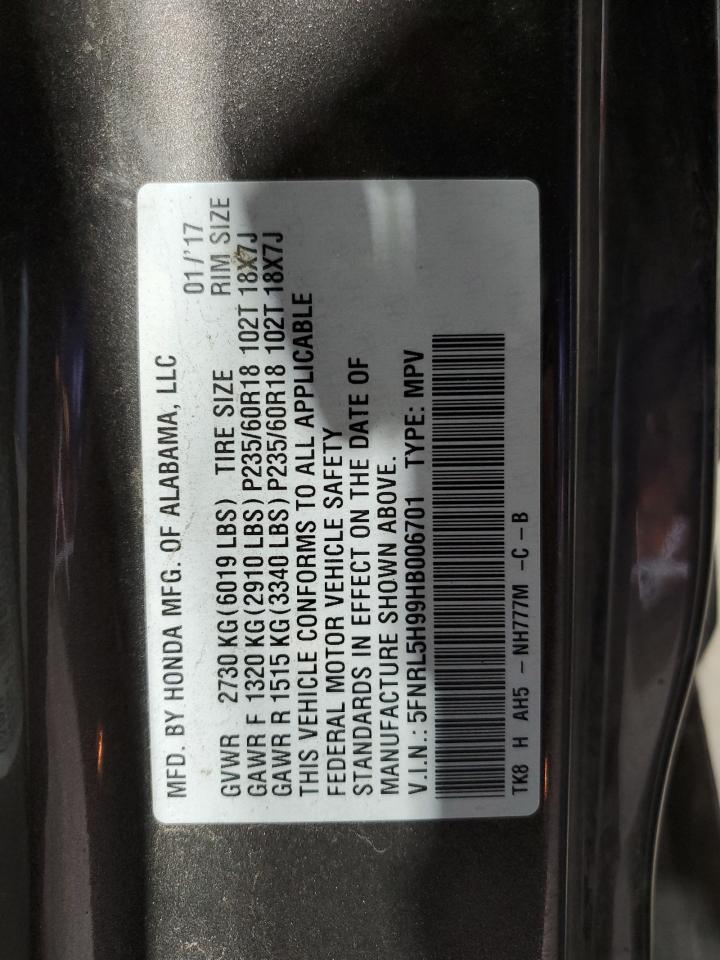 MFD. BY HONDA MFG. OF ALABAMA, LLC
01/'17
GVWR 2730 KG(6019 LBS) TIRE SIZE RIM SIZE
GAWR F 1320 KG(2910 LBS) P235/60R18 102T 18X7J
GAWR R 1515 KG(3340 LBS) P235/60R18 102T 18X7J
THIS VEHICLE CONFORMS TO ALL APPLICABLE
FEDERAL MOTOR VEHICLE SAFETY
STANDARDS IN EFFECT ON THE DATE OF
MANUFACTURE SHOWN ABOVE.
V.I.N.: 5FNRL5H99HB006701 TYPE: MPV
TK8 H AH5 - NH777M -C-B